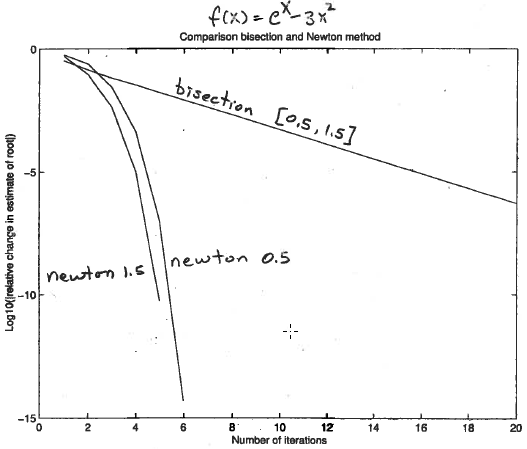 f(x) = e^x - 3x^2
Comparison bisection and Newton method
Log10(|relative change in estimate of root|)
0
-5
-10
-15
bisection [0.5, 1.5]
newton 1.5
newton 0.5
0 2 4 6 8 10 12 14 16 18 20
Number of iterations